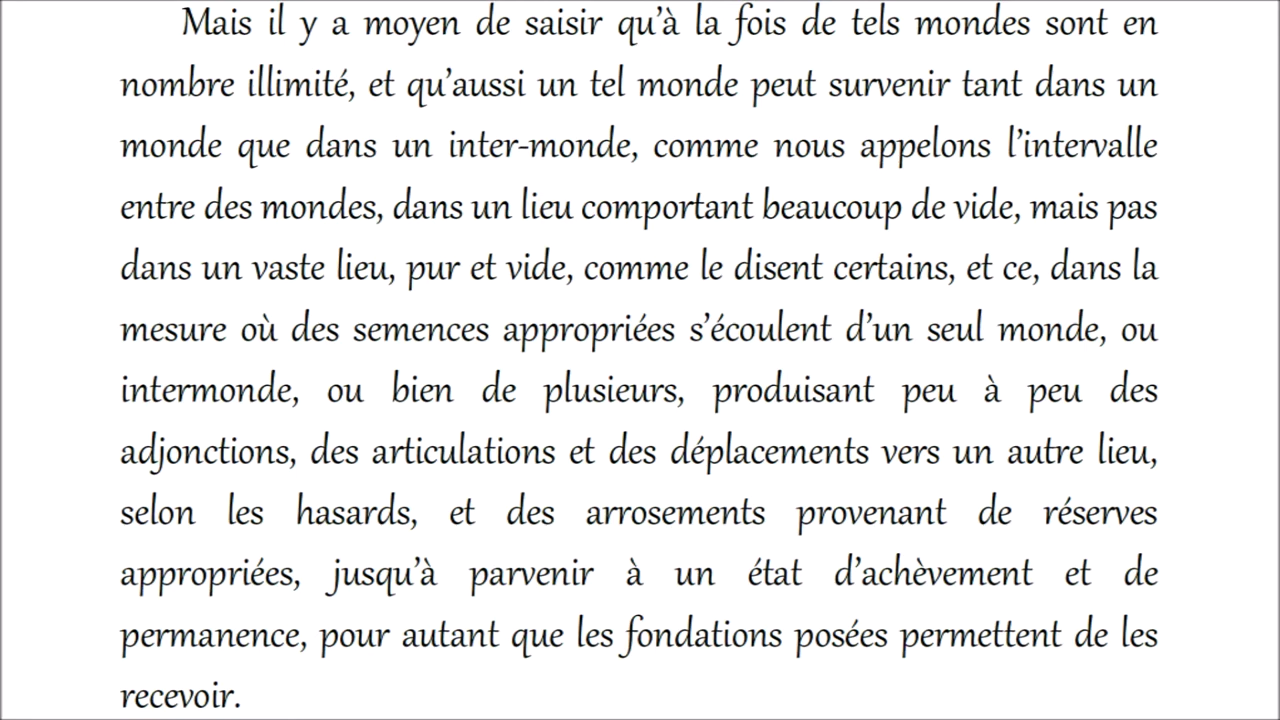 Mais il y a moyen de saisir qu’à la fois de tels mondes sont en
nombre illimité, et qu’aussi un tel monde peut survenir tant dans un
monde que dans un inter-monde, comme nous appelons l’intervalle
entre des mondes, dans un lieu comportant beaucoup de vide, mais pas
dans un vaste lieu, pur et vide, comme le disent certains, et ce, dans la
mesure où des semences appropriées s’écoulent d’un seul monde, ou
intermonde, ou bien de plusieurs, produisant peu à peu des
adjonctions, des articulations et des déplacements vers un autre lieu,
selon les hasards, et des arrosements provenant de réserves
appropriées, jusqu’à parvenir à un état d’achèvement et de
permanence, pour autant que les fondations posées permettent de les
recevoir.